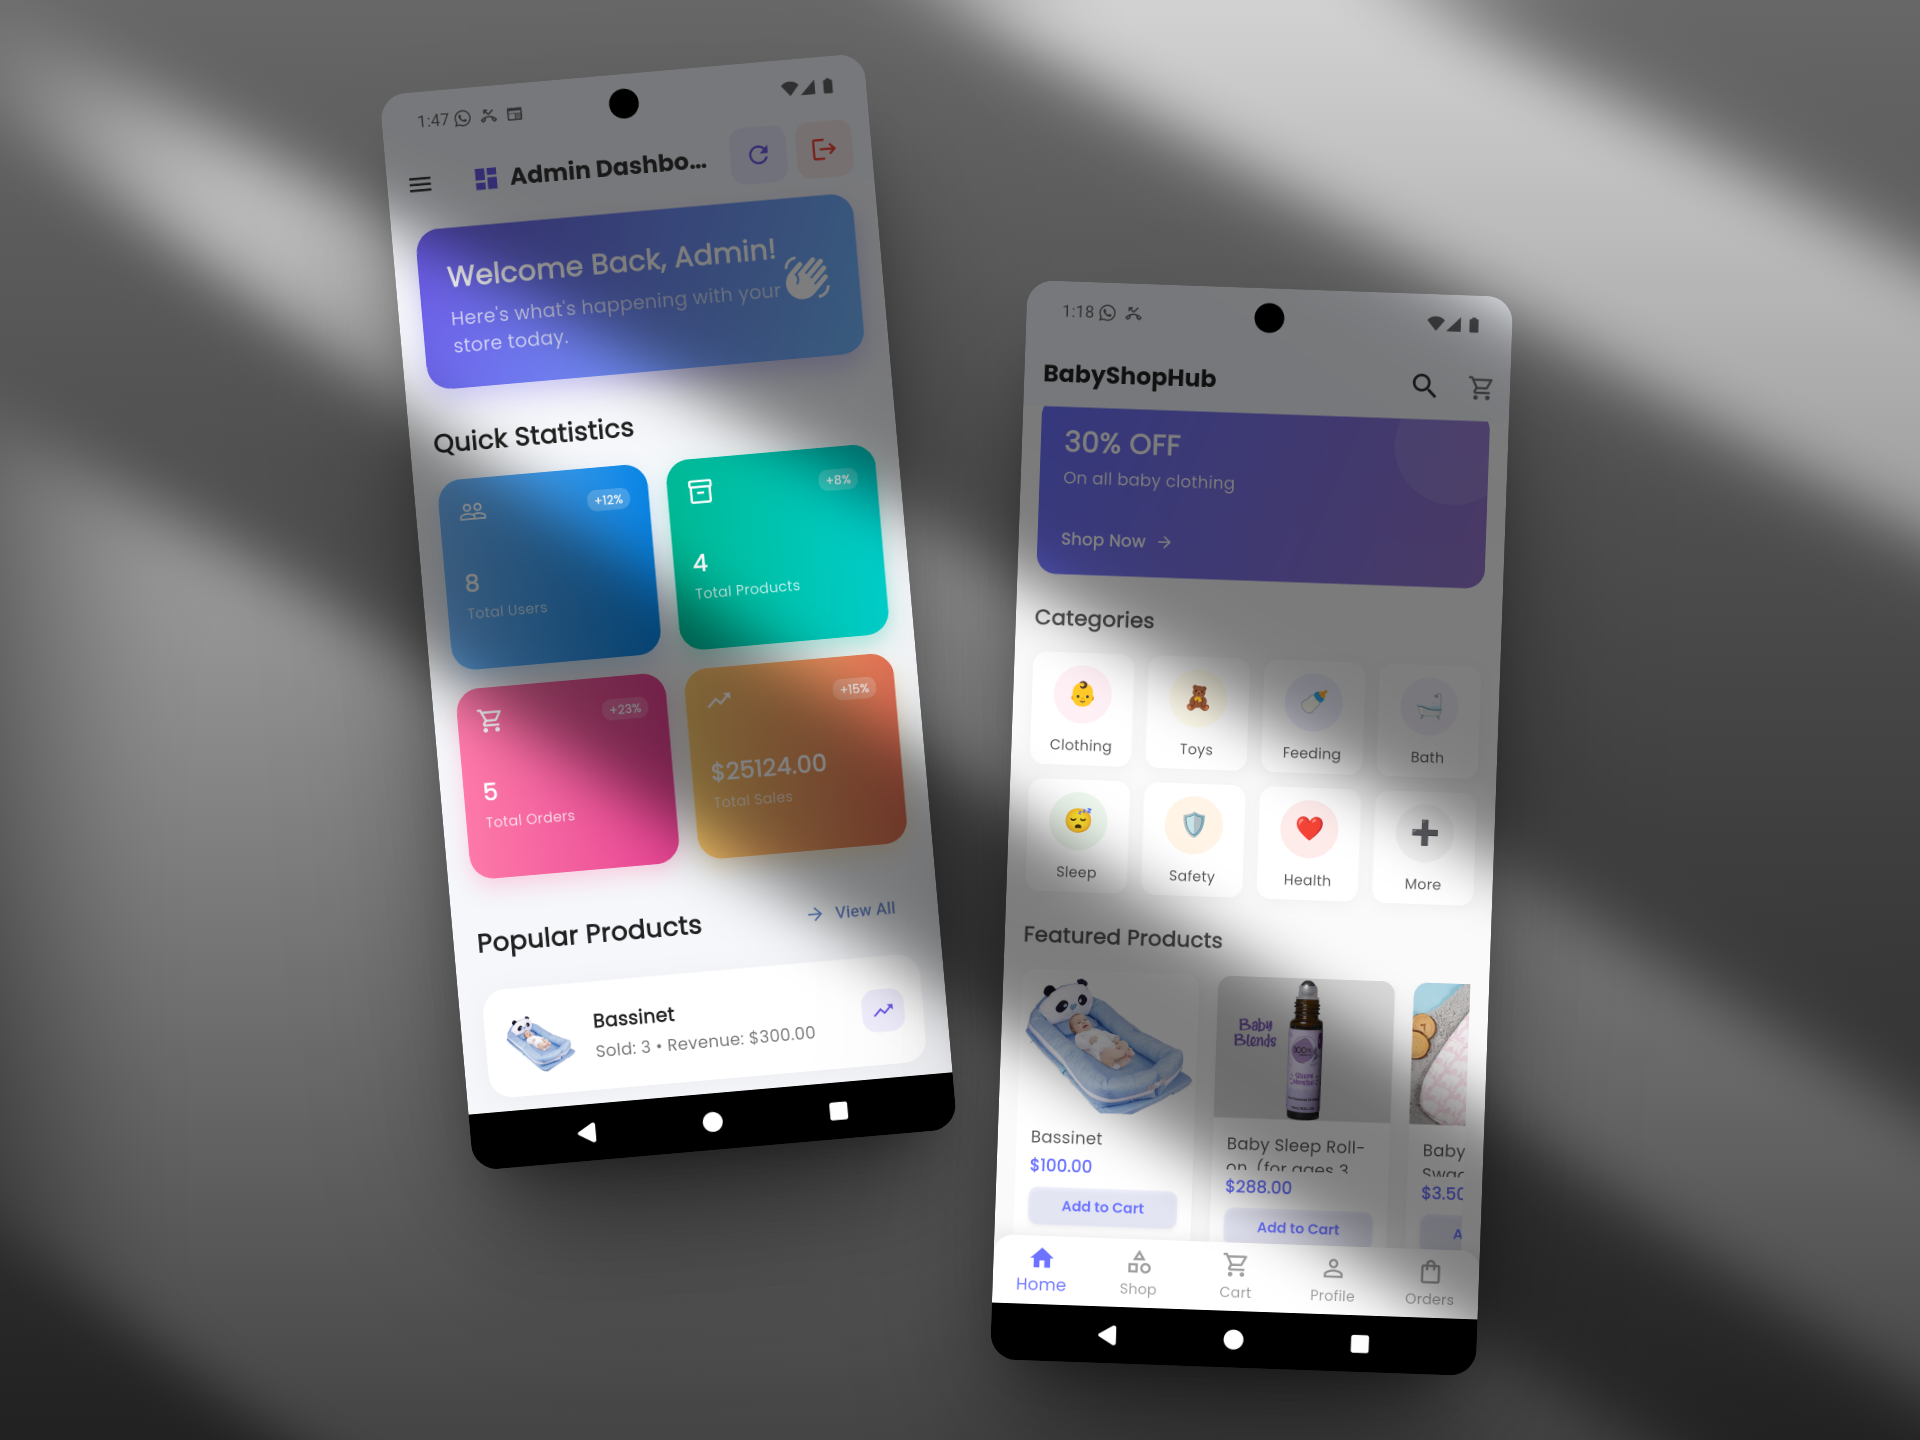 1:47
Admin Dashbo...
Welcome Back, Admin!
Here's what's happening with your
store today.
Quick Statistics
+12%
8
Total Users
+8%
4
Total Products
+23%
5
Total Orders
+15%
$25124.00
Total Sales
Popular Products
View All
Bassinet
Sold: 3 • Revenue: $300.00
1:18
BabyShopHub
30% OFF
On all baby clothing
Shop Now
Categories
Clothing
Toys
Feeding
Bath
Sleep
Safety
Health
More
Featured Products
Baby
Blends
Bassinet
$100.00
Add to Cart
Baby Sleep Roll-
on (for ages 3
$288.00
Add to Cart
Baby
Swad
$3.50
A
Home
Shop
Cart
Profile
Orders